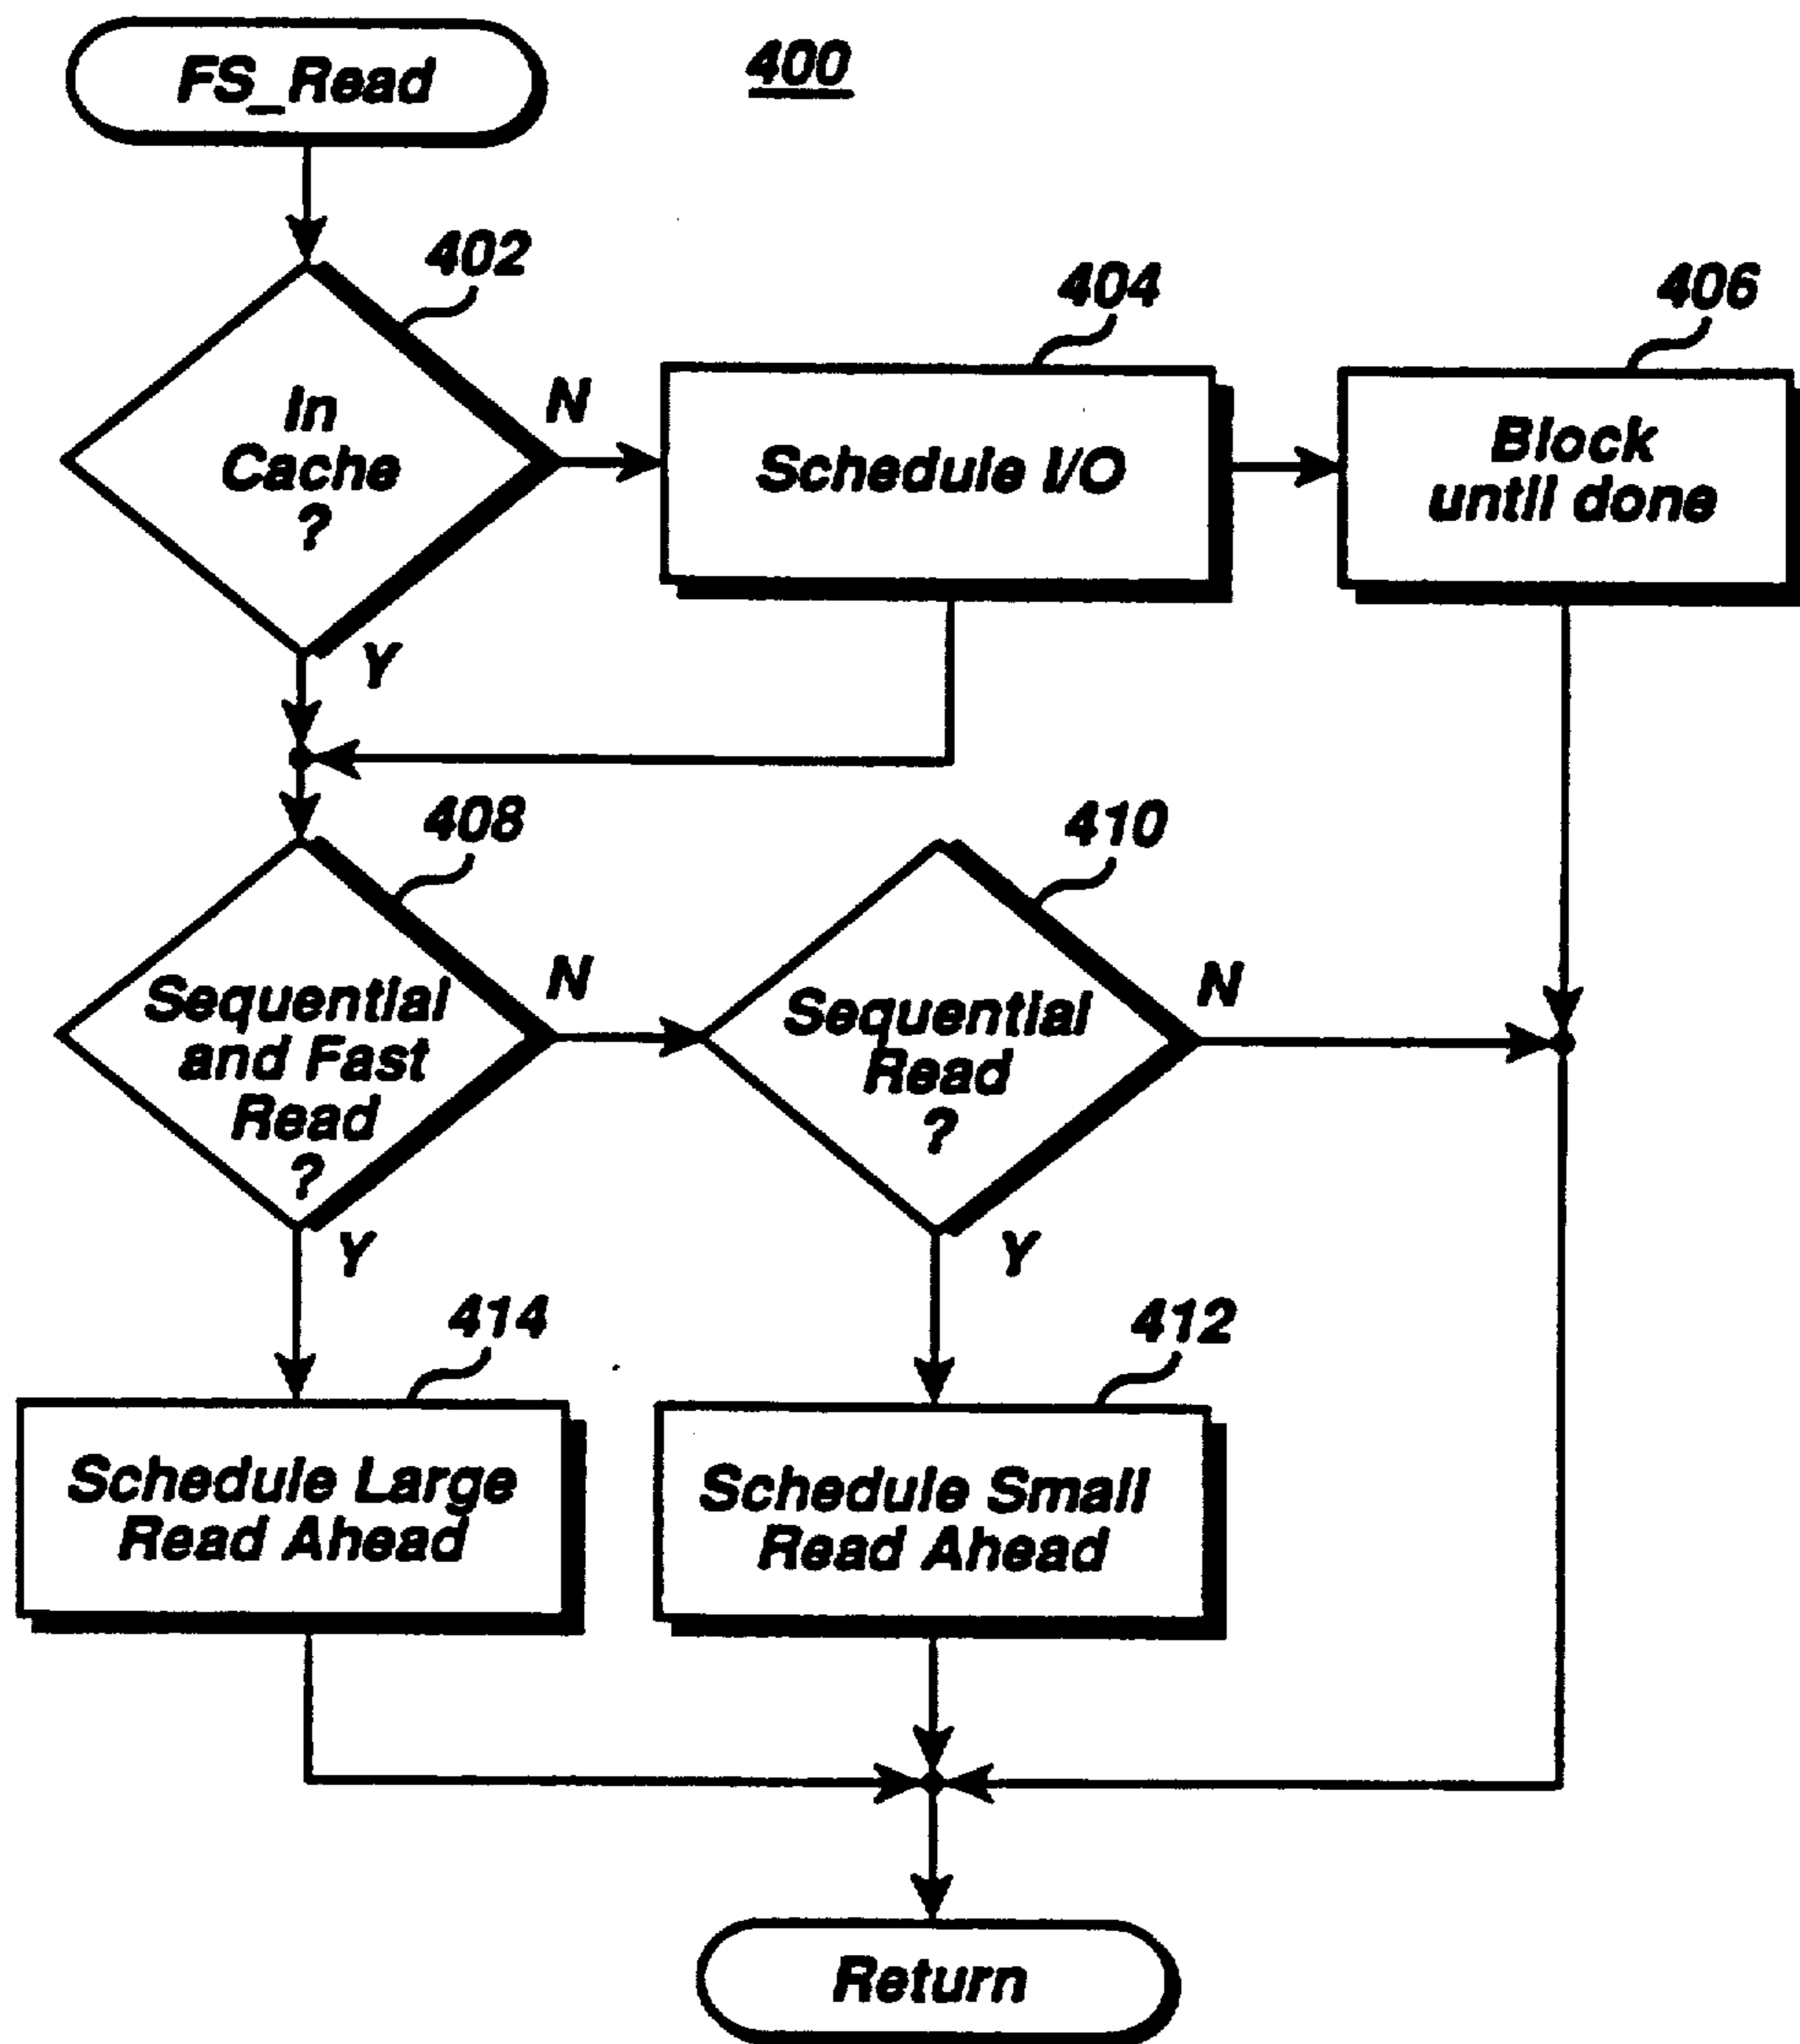 FS_Read
400
402
In
Cache
?
N
Y
404
Schedule I/O
406
Block
until done
408
Sequential
and Fast
Read
?
N
Y
410
Sequential
Read
?
N
Y
414
Schedule Large
Read Ahead
412
Schedule Small
Read Ahead
Return